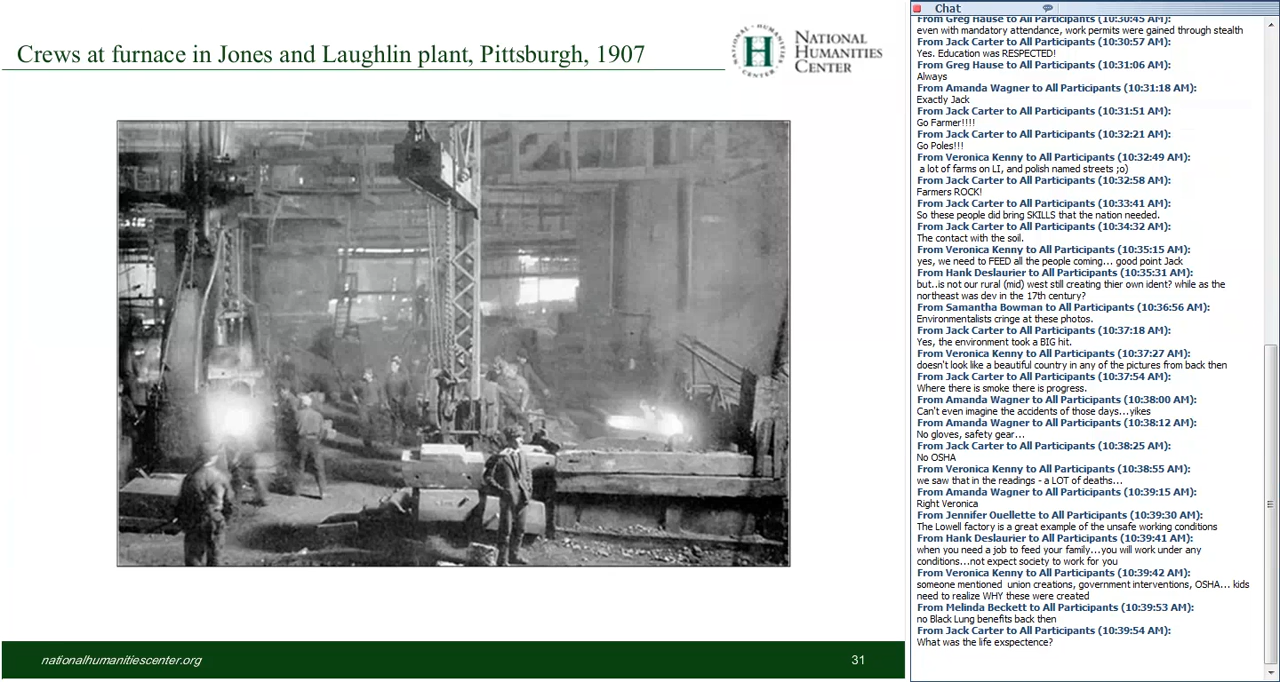 Crews at furnace in Jones and Laughlin plant, Pittsburgh, 1907
NATIONAL HUMANITIES CENTER
H
NATIONAL
HUMANITIES
CENTER
nationalhumanitiescenter.org
31
Chat
From Greg Hause to All Participants (10:30:45 AM):
even with mandatory attendance, work permits were gained through stealth
From Jack Carter to All Participants (10:30:57 AM):
Yes. Education was RESPECTED!
From Greg Hause to All Participants (10:31:06 AM):
Always
From Amanda Wagner to All Participants (10:31:18 AM):
Exactly Jack
From Jack Carter to All Participants (10:31:51 AM):
Go Farmer!!!!
From Jack Carter to All Participants (10:32:21 AM):
Go Poles!!!
From Veronica Kenny to All Participants (10:32:49 AM):
a lot of farms on LI, and polish named streets ;o)
From Jack Carter to All Participants (10:32:58 AM):
Farmers ROCK!
From Jack Carter to All Participants (10:33:41 AM):
So these people did bring SKILLS that the nation needed.
From Jack Carter to All Participants (10:34:32 AM):
The contact with the soil.
From Veronica Kenny to All Participants (10:35:15 AM):
yes, we need to FEED all the people coming... good point Jack
From Hank Deslaurier to All Participants (10:35:31 AM):
but..is not our rural (mid) west still creating thier own ident? while as the
northeast was dev in the 17th century?
From Samantha Bowman to All Participants (10:36:56 AM):
Environmentalists cringe at these photos.
From Jack Carter to All Participants (10:37:18 AM):
Yes, the environment took a BIG hit.
From Veronica Kenny to All Participants (10:37:27 AM):
doesn't look like a beautiful country in any of the pictures from back then
From Jack Carter to All Participants (10:37:54 AM):
Where there is smoke there is progress.
From Amanda Wagner to All Participants (10:38:00 AM):
Can't even imagine the accidents of those days...yikes
From Amanda Wagner to All Participants (10:38:12 AM):
No gloves, safety gear...
From Jack Carter to All Participants (10:38:25 AM):
No OSHA
From Veronica Kenny to All Participants (10:38:55 AM):
we saw that in the readings - a LOT of deaths...
From Amanda Wagner to All Participants (10:39:15 AM):
Right Veronica
From Jennifer Ouellette to All Participants (10:39:30 AM):
The Lowell factory is a great example of the unsafe working conditions
From Hank Deslaurier to All Participants (10:39:41 AM):
when you need a job to feed your family...you will work under any
conditions...not expect society to work for you
From Veronica Kenny to All Participants (10:39:42 AM):
someone mentioned  union creations, government interventions, OSHA... kids
need to realize WHY these were created
From Melinda Beckett to All Participants (10:39:53 AM):
no Black Lung benefits back then
From Jack Carter to All Participants (10:39:54 AM):
What was the life exspectence?